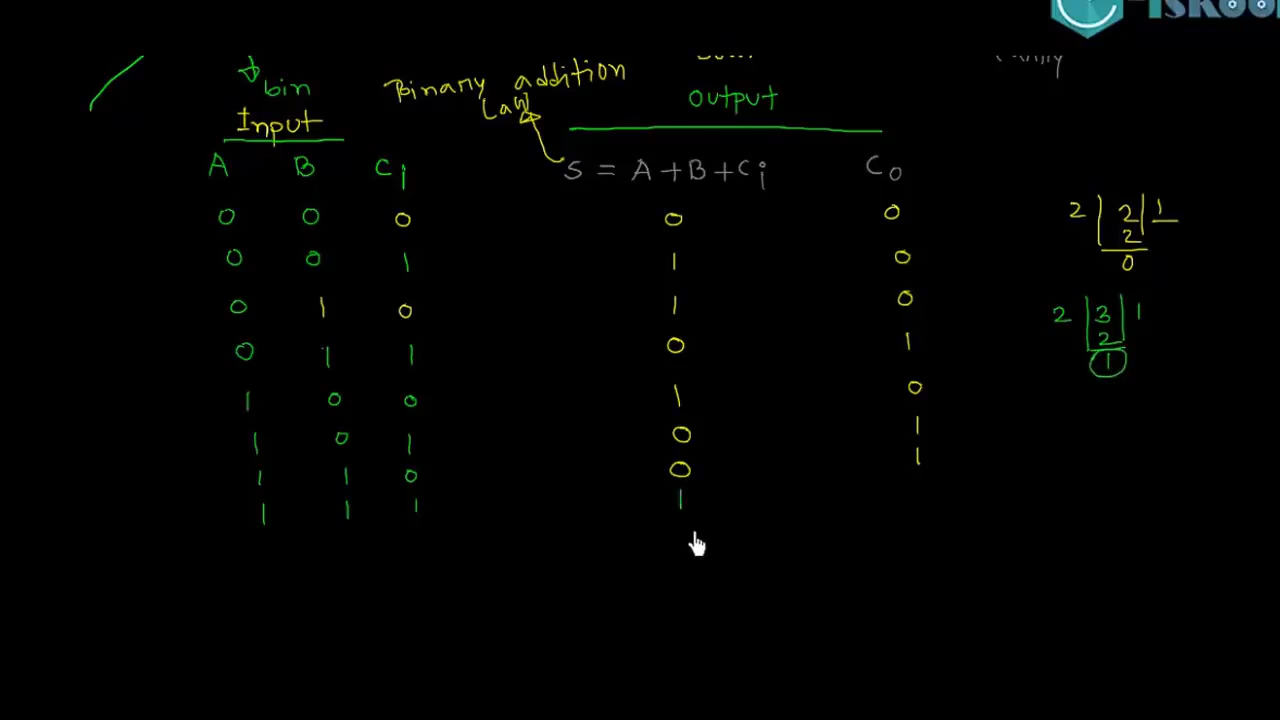 bin
Binary addition
Law
Output
Input
A B Ci S = A + B + Ci Co
0 0 0 0 0
0 0 1 1 0
0 1 0 1 0
0 1 1 0 1
1 0 0 1 0
1 0 1 0 1
1 1 0 0 1
1 1 1 1
2 2 1
2
0
2 3 1
2
1